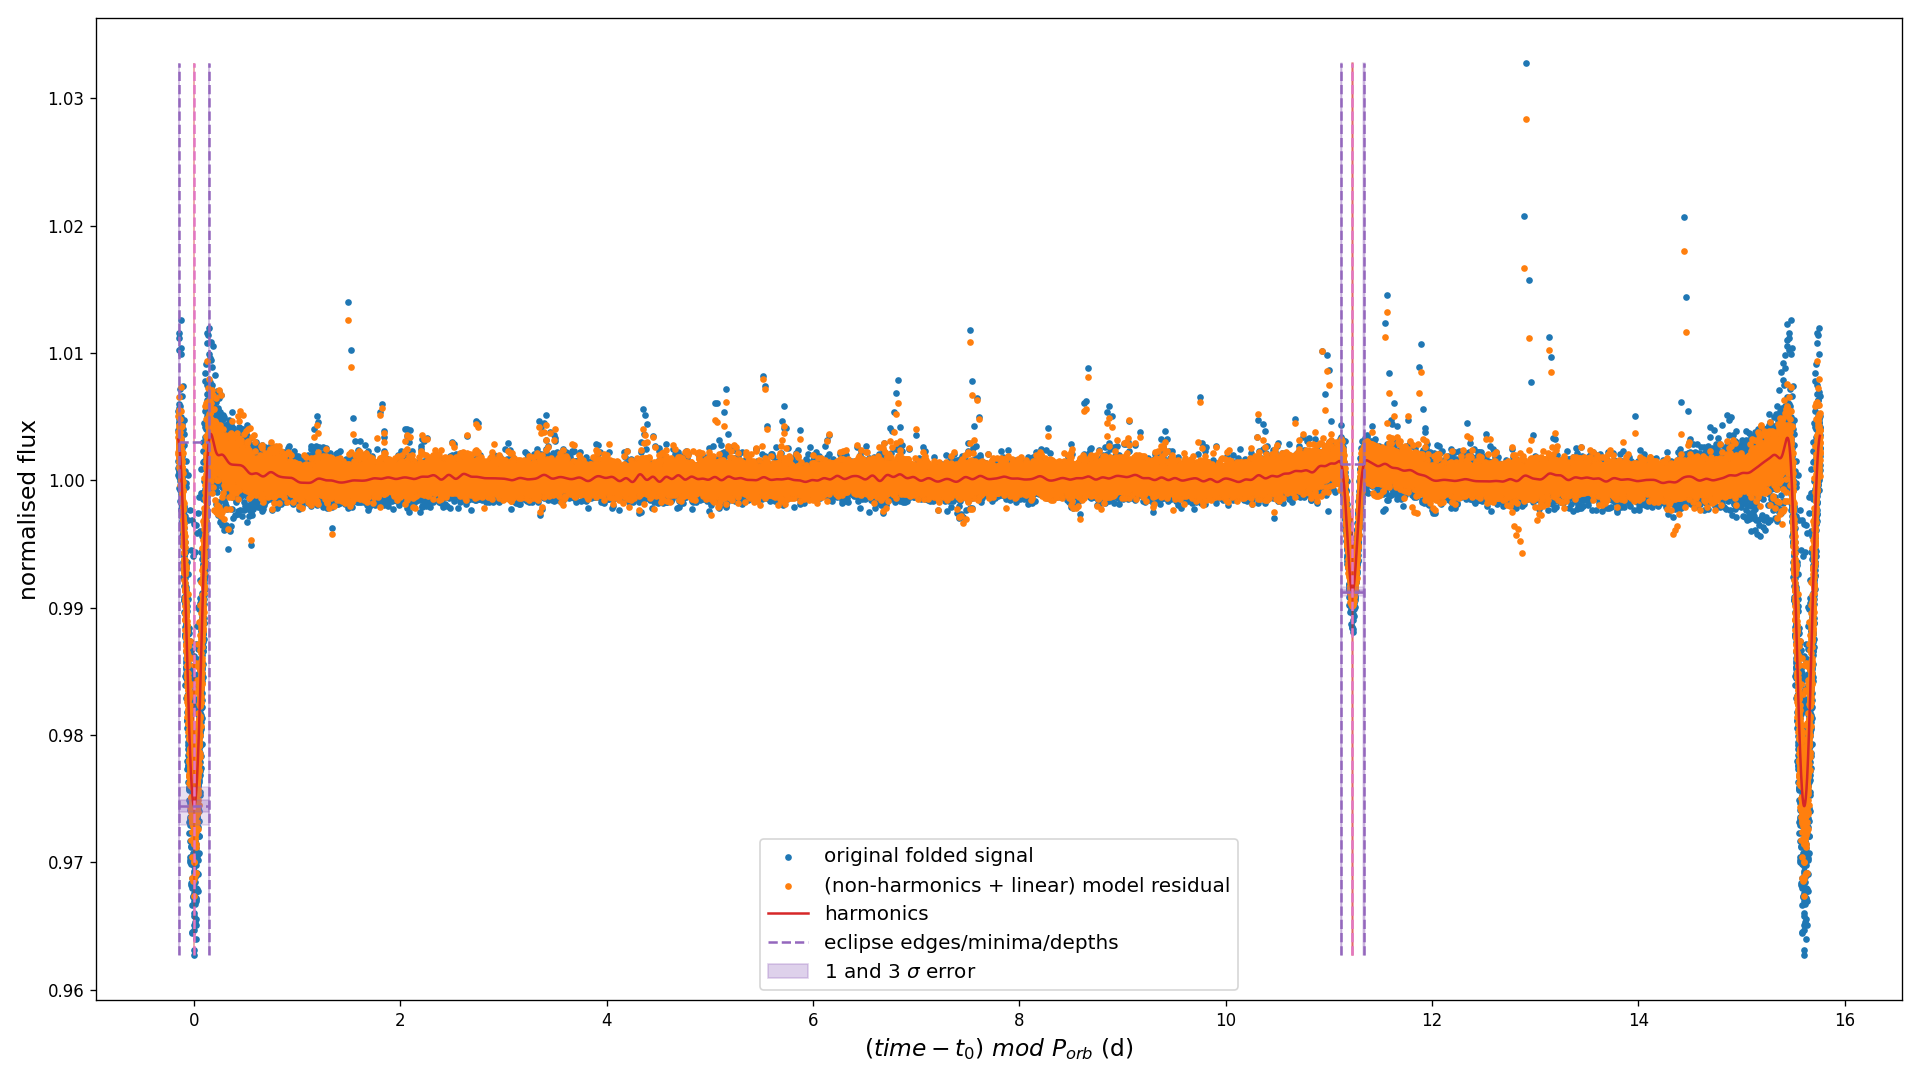 normalised flux
1.03
1.02
1.01
1.00
0.99
0.98
0.97
0.96
original folded signal
(non-harmonics + linear) model residual
harmonics
eclipse edges/minima/depths
1 and 3 σ error
0 2 4 6 8 10 12 14 16
(time − t₀) mod Pₒᵣb (d)